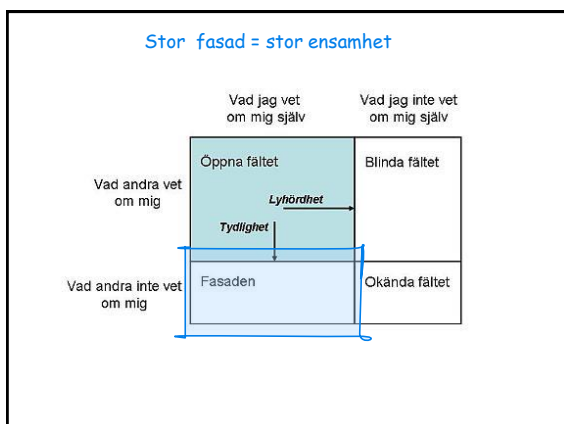 Stor fasad = stor ensamhet
Vad jag vet
om mig själv
Vad jag inte vet
om mig själv
Vad andra vet
om mig
Öppna fältet
Blinda fältet
Lyhördhet
Tydlighet
Vad andra inte vet
om mig
Fasaden
Okända fältet